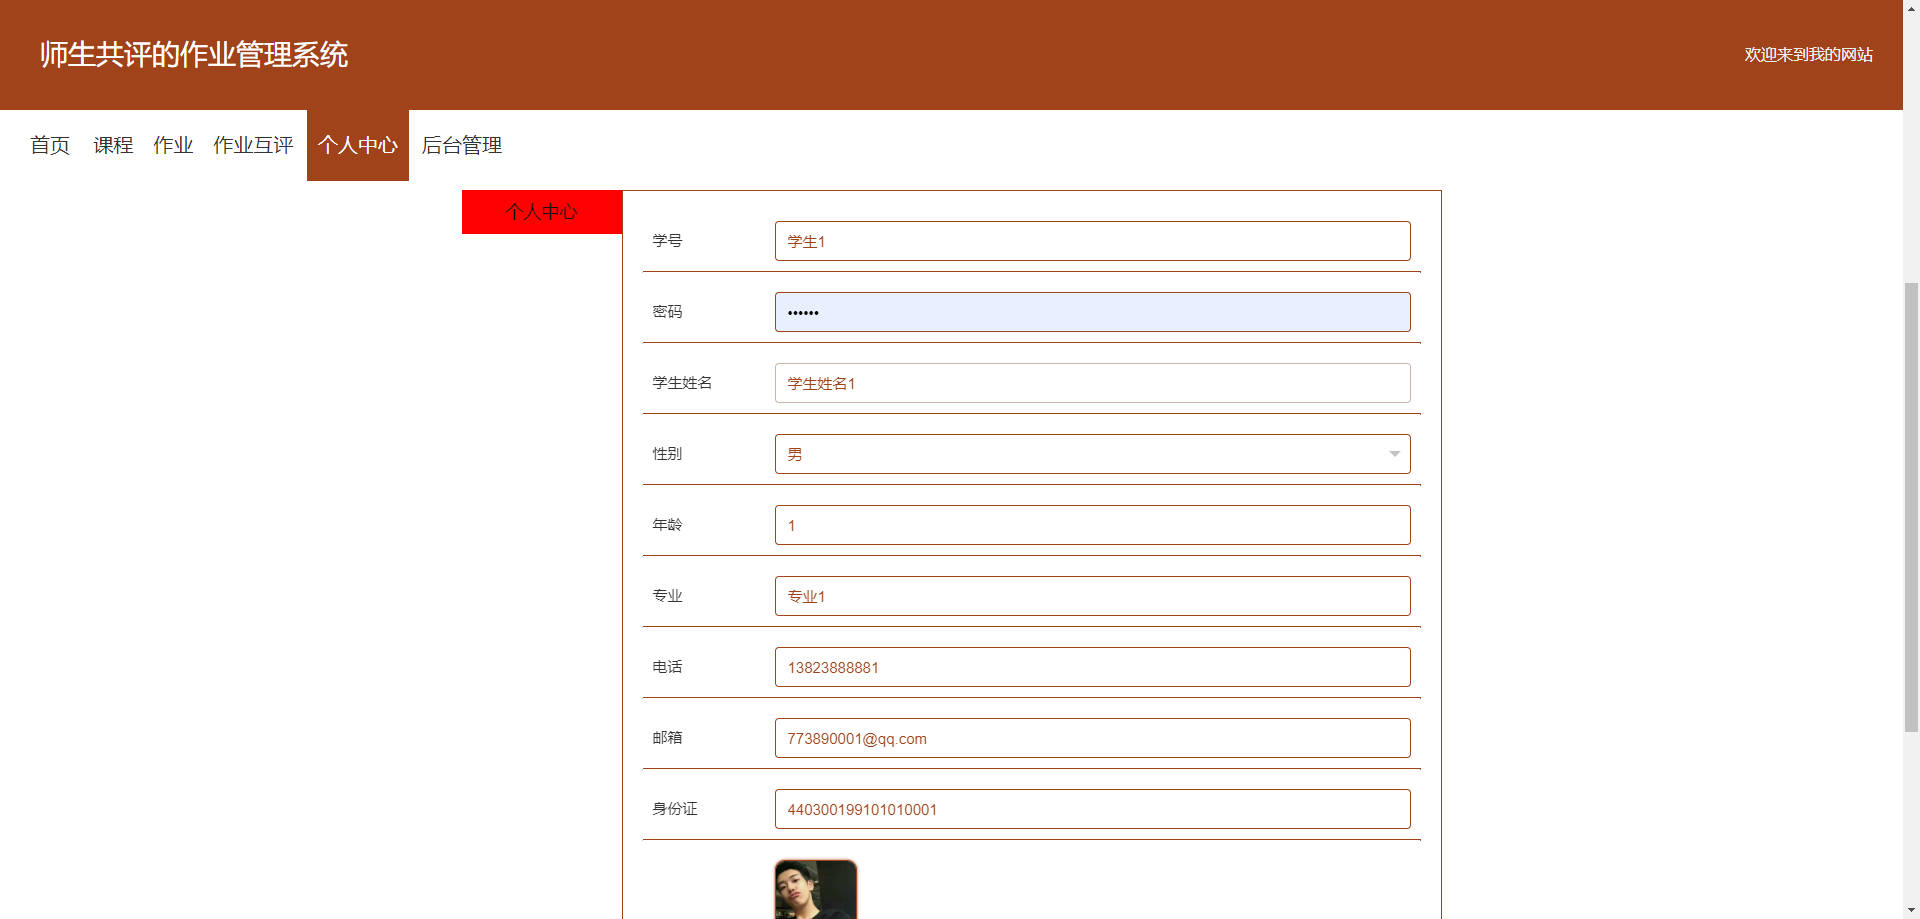 师生共评的作业管理系统
欢迎来到我的网站
首页 课程 作业 作业互评 个人中心 后台管理
个人中心
学号 学生1
密码 ••••••
学生姓名 学生姓名1
性别 男
年龄 1
专业 专业1
电话 13823888881
邮箱 773890001@qq.com
身份证 440300199101010001